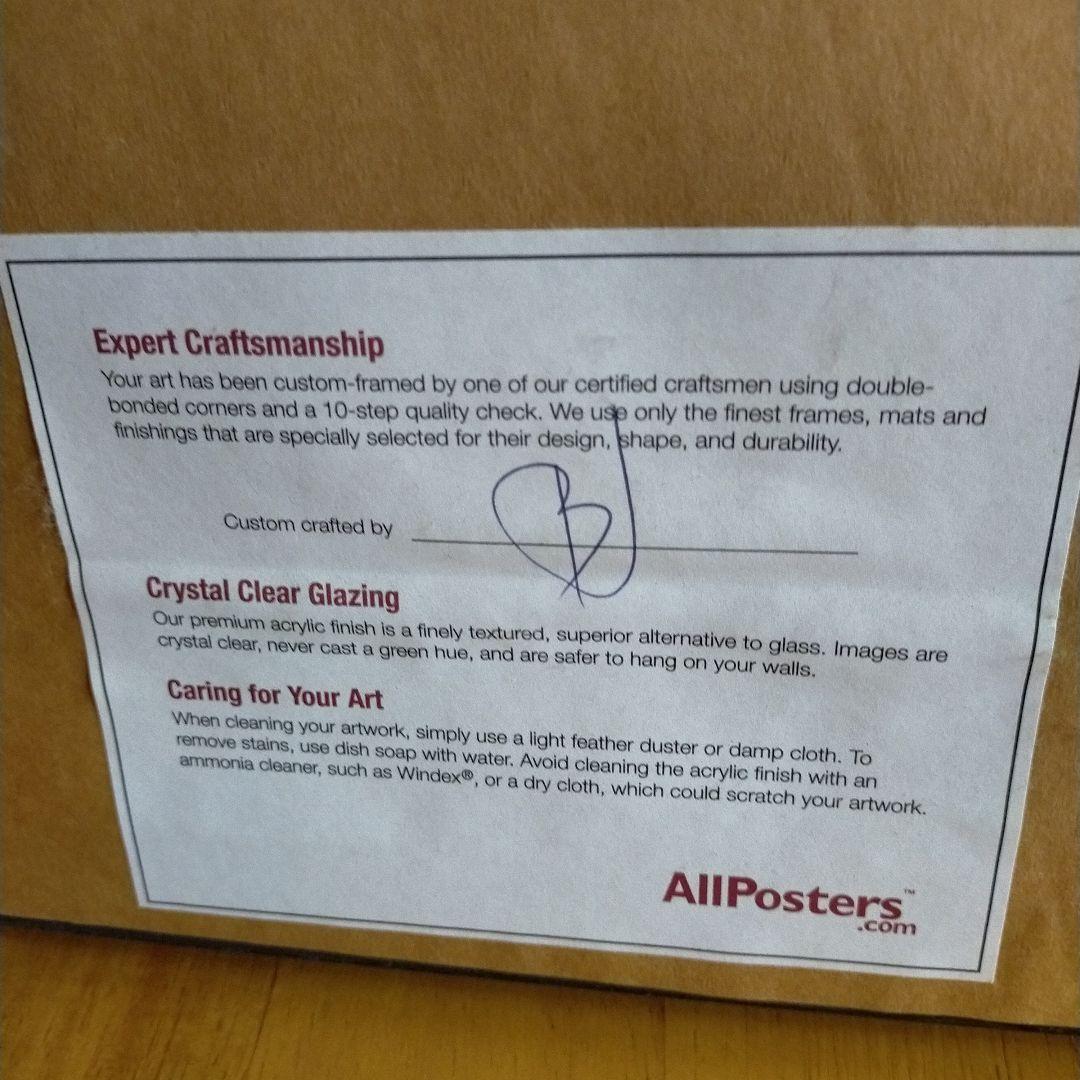 Expert Craftsmanship
Your art has been custom-framed by one of our certified craftsmen using double-
bonded corners and a 10-step quality check. We use only the finest frames, mats and
finishings that are specially selected for their design, shape, and durability.
Custom crafted by
Crystal Clear Glazing
Our premium acrylic finish is a finely textured, superior alternative to glass. Images are
crystal clear, never cast a green hue, and are safer to hang on your walls.
Caring for Your Art
When cleaning your artwork, simply use a light feather duster or damp cloth. To
remove stains, use dish soap with water. Avoid cleaning the acrylic finish with an
ammonia cleaner, such as Windex®, or a dry cloth, which could scratch your artwork.
AllPosters™
.com